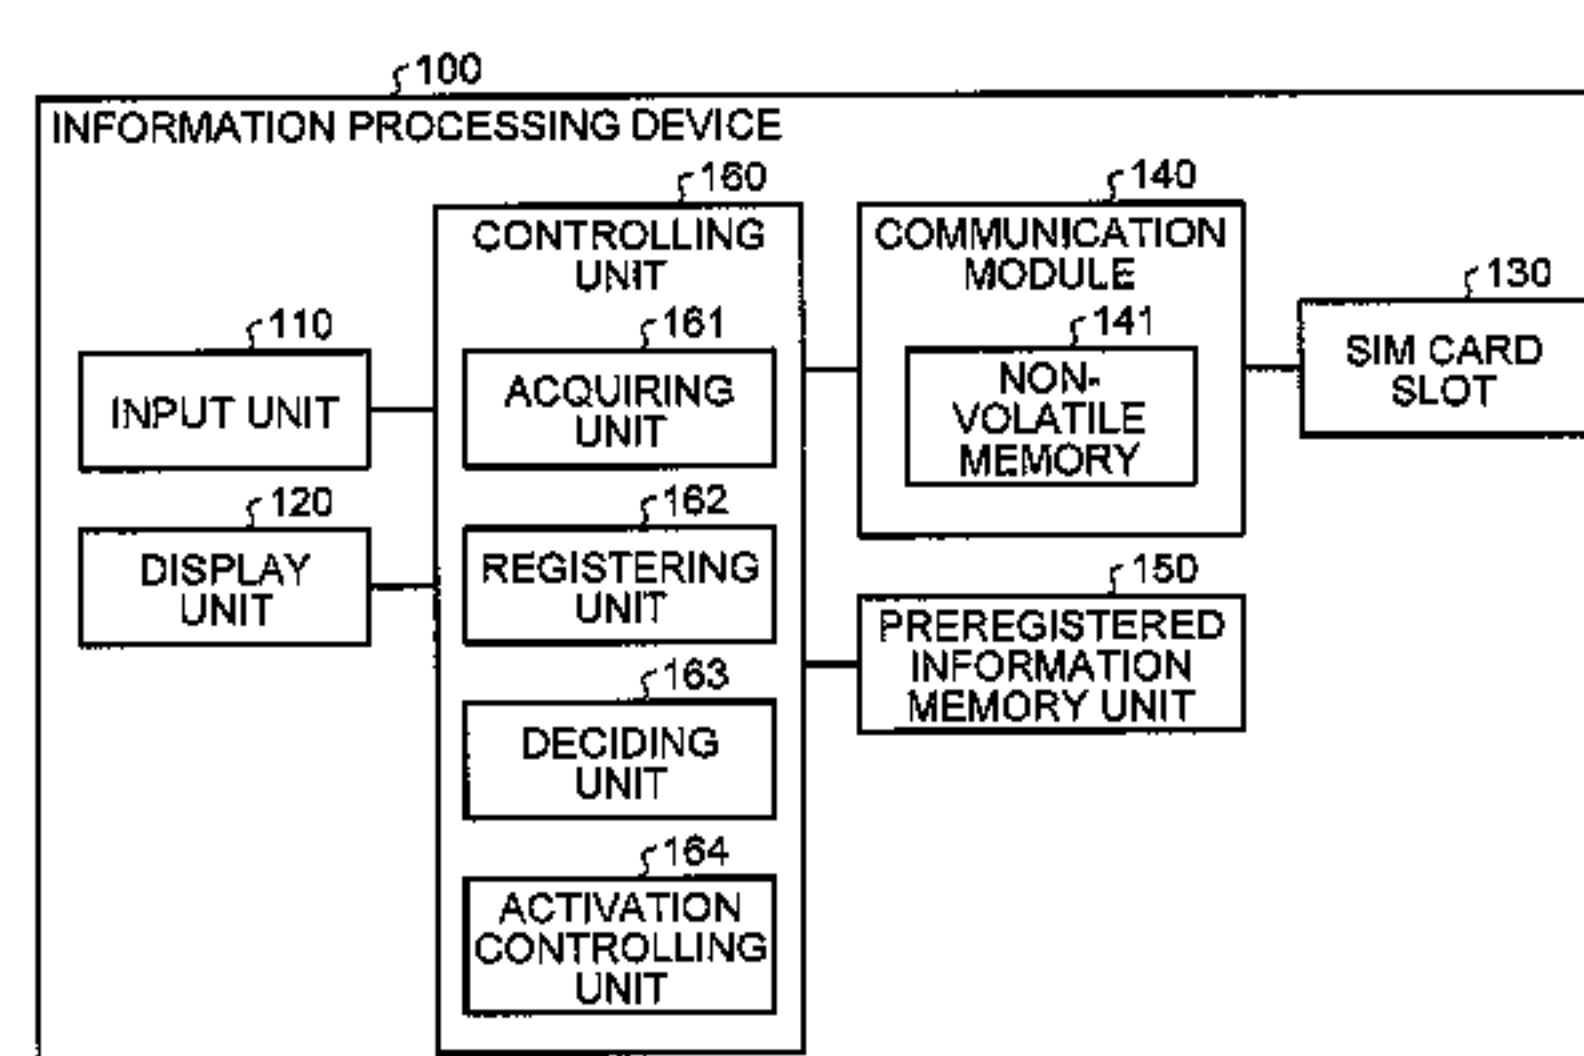 100
INFORMATION PROCESSING DEVICE
160
CONTROLLING
UNIT
110
INPUT UNIT
120
DISPLAY
UNIT
161
ACQUIRING
UNIT
162
REGISTERING
UNIT
163
DECIDING
UNIT
164
ACTIVATION
CONTROLLING
UNIT
140
COMMUNICATION
MODULE
141
NON-
VOLATILE
MEMORY
130
SIM CARD
SLOT
150
PREREGISTERED
INFORMATION
MEMORY UNIT